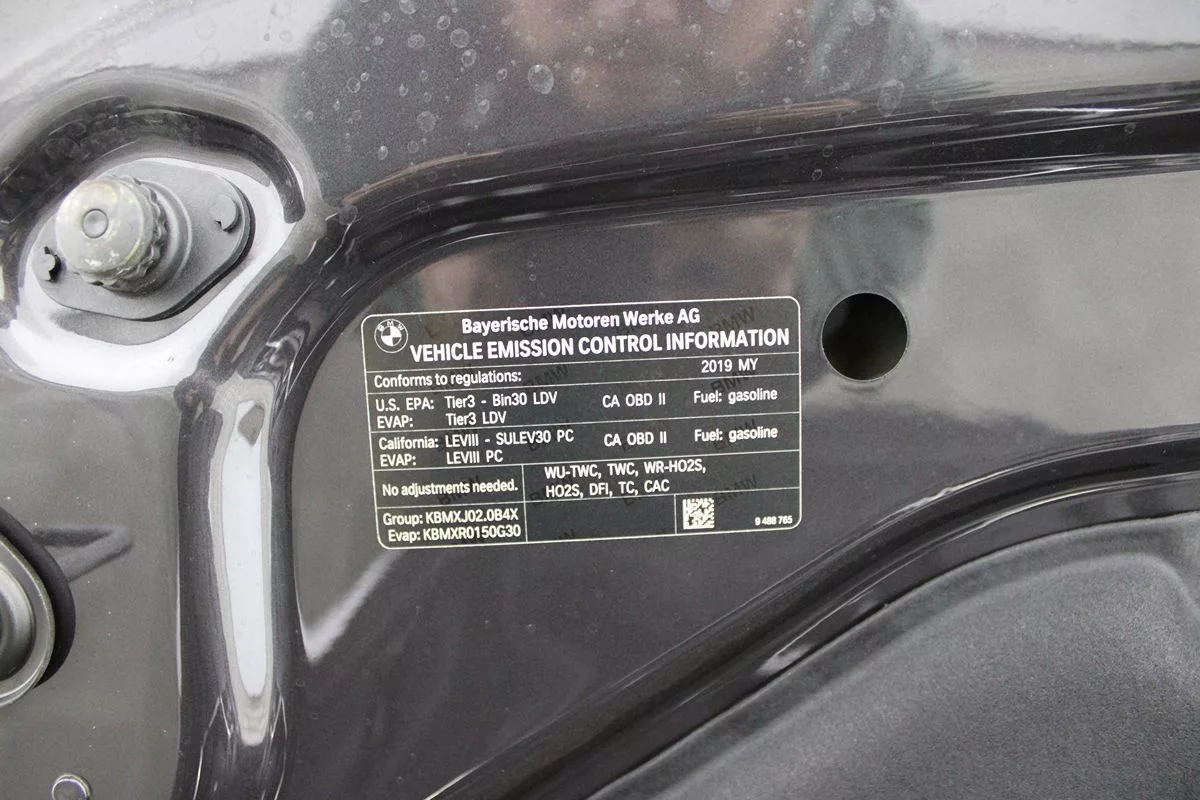 BMW
Bayerische Motoren Werke AG
VEHICLE EMISSION CONTROL INFORMATION
Conforms to regulations: 2019 MY
U.S. EPA: Tier3 - Bin30 LDV CA OBD II Fuel: gasoline
EVAP: Tier3 LDV
California: LEVIII - SULEV30 PC CA OBD II Fuel: gasoline
EVAP: LEVIII PC
No adjustments needed.
WU-TWC, TWC, WR-HO2S,
HO2S, DFI, TC, CAC
Group: KBMXJ02.0B4X
Evap: KBMXR0150G30
9 488 765